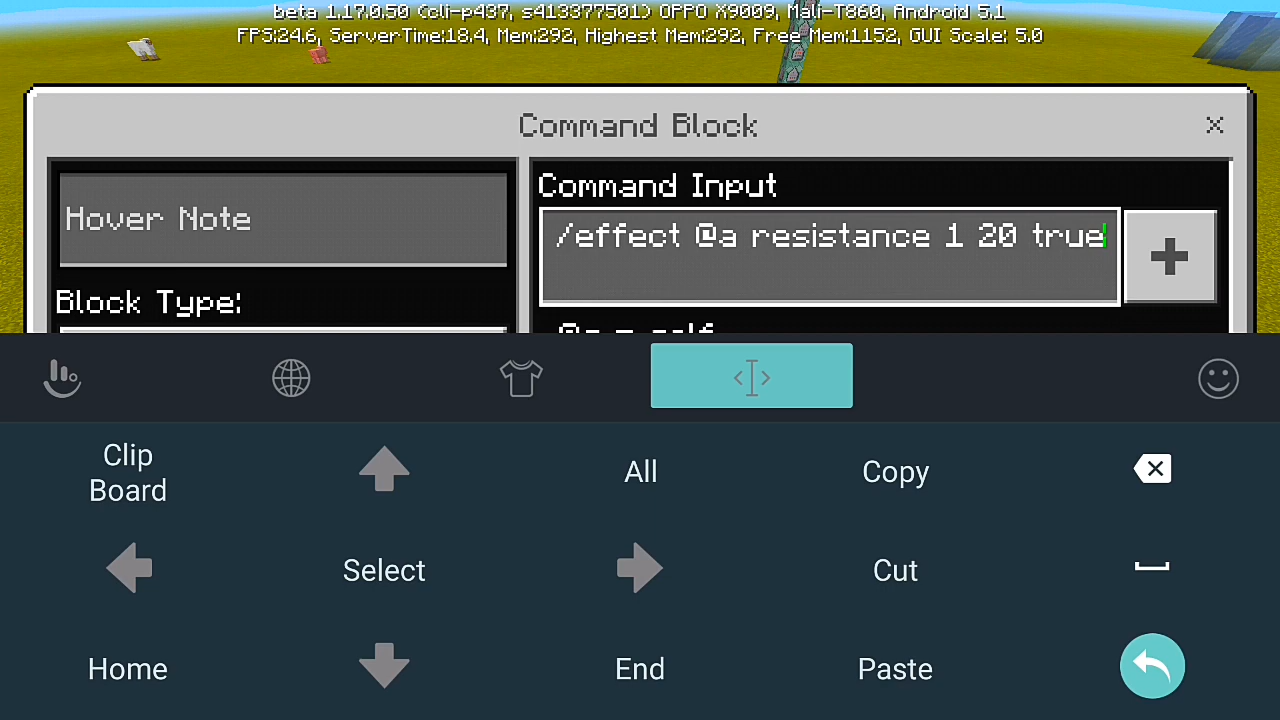 beta 1.17.0.50 (cli-p437, s413377501) OPPO X9009, Mali-T860, Android 5.1
FPS:24.6, ServerTime:18.4, Mem:292, Highest Mem:292, Free Mem:1152, GUI Scale: 5.0
Command Block
Hover Note
Block Type:
Command Input
/effect @a resistance 1 20 true
Clip
Board
All
Copy
Select
Cut
Home
End
Paste